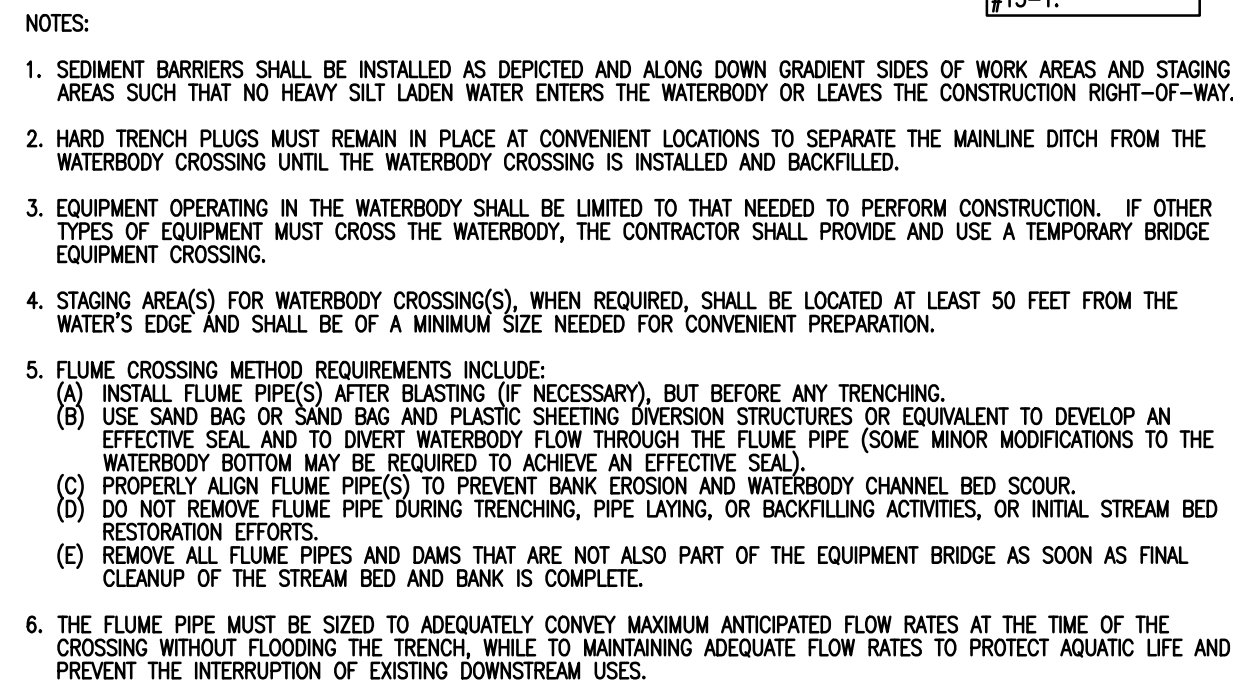 #15-1.
NOTES:
1. SEDIMENT BARRIERS SHALL BE INSTALLED AS DEPICTED AND ALONG DOWN GRADIENT SIDES OF WORK AREAS AND STAGING
AREAS SUCH THAT NO HEAVY SILT LADEN WATER ENTERS THE WATERBODY OR LEAVES THE CONSTRUCTION RIGHT-OF-WAY.
2. HARD TRENCH PLUGS MUST REMAIN IN PLACE AT CONVENIENT LOCATIONS TO SEPARATE THE MAINLINE DITCH FROM THE
WATERBODY CROSSING UNTIL THE WATERBODY CROSSING IS INSTALLED AND BACKFILLED.
3. EQUIPMENT OPERATING IN THE WATERBODY SHALL BE LIMITED TO THAT NEEDED TO PERFORM CONSTRUCTION. IF OTHER
TYPES OF EQUIPMENT MUST CROSS THE WATERBODY, THE CONTRACTOR SHALL PROVIDE AND USE A TEMPORARY BRIDGE
EQUIPMENT CROSSING.
4. STAGING AREA(S) FOR WATERBODY CROSSING(S), WHEN REQUIRED, SHALL BE LOCATED AT LEAST 50 FEET FROM THE
WATER'S EDGE AND SHALL BE OF A MINIMUM SIZE NEEDED FOR CONVENIENT PREPARATION.
5. FLUME CROSSING METHOD REQUIREMENTS INCLUDE:
(A) INSTALL FLUME PIPE(S) AFTER BLASTING (IF NECESSARY), BUT BEFORE ANY TRENCHING.
(B) USE SAND BAG OR SAND BAG AND PLASTIC SHEETING DIVERSION STRUCTURES OR EQUIVALENT TO DEVELOP AN
EFFECTIVE SEAL AND TO DIVERT WATERBODY FLOW THROUGH THE FLUME PIPE (SOME MINOR MODIFICATIONS TO THE
WATERBODY BOTTOM MAY BE REQUIRED TO ACHIEVE AN EFFECTIVE SEAL).
(C) PROPERLY ALIGN FLUME PIPE(S) TO PREVENT BANK EROSION AND WATERBODY CHANNEL BED SCOUR.
(D) DO NOT REMOVE FLUME PIPE DURING TRENCHING, PIPE LAYING, OR BACKFILLING ACTIVITIES, OR INITIAL STREAM BED
RESTORATION EFFORTS.
(E) REMOVE ALL FLUME PIPES AND DAMS THAT ARE NOT ALSO PART OF THE EQUIPMENT BRIDGE AS SOON AS FINAL
CLEANUP OF THE STREAM BED AND BANK IS COMPLETE.
6. THE FLUME PIPE MUST BE SIZED TO ADEQUATELY CONVEY MAXIMUM ANTICIPATED FLOW RATES AT THE TIME OF THE
CROSSING WITHOUT FLOODING THE TRENCH, WHILE TO MAINTAINING ADEQUATE FLOW RATES TO PROTECT AQUATIC LIFE AND
PREVENT THE INTERRUPTION OF EXISTING DOWNSTREAM USES.